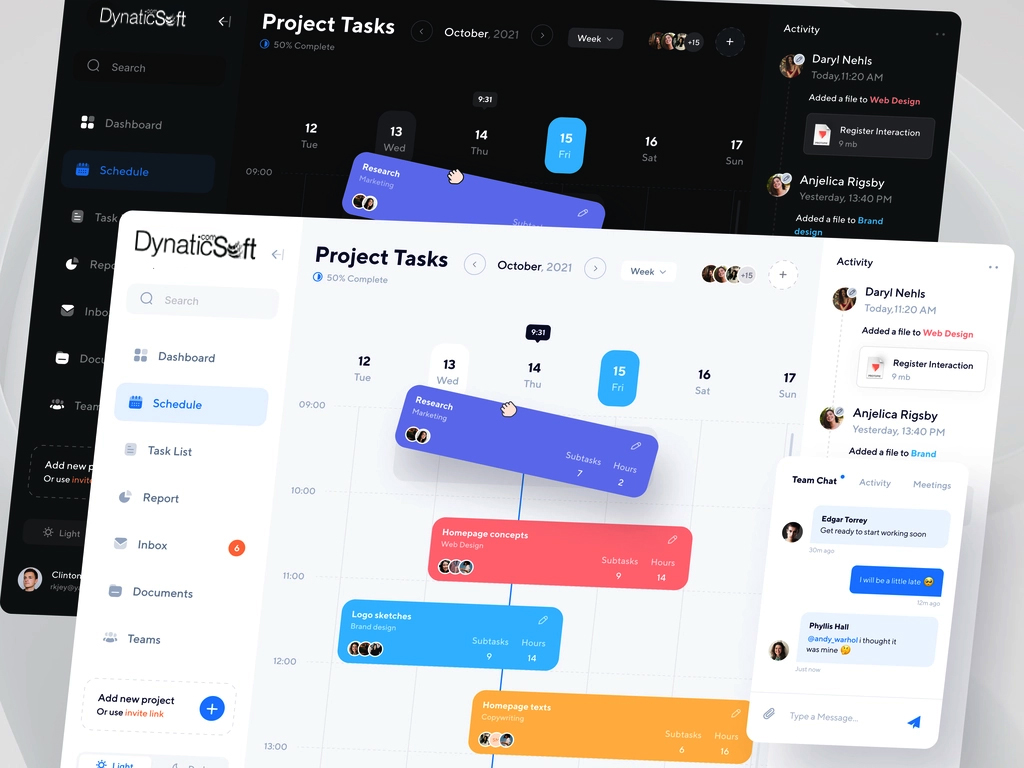 DynaticSoft
.com
Search
Dashboard
Schedule
Task
Repo
Inbo
Docu
Team
Add new p
Or use invite
Light
Clinton
rkjey@y
Project Tasks
50% Complete
October, 2021
Week
+15
+
9:31
12
Tue
13
Wed
14
Thu
15
Fri
16
Sat
17
Sun
09:00
Research
Marketing
Subtas
Activity
Daryl Nehls
Today,11:20 AM
Added a file to Web Design
Register Interaction
9 mb
Anjelica Rigsby
Yesterday, 13:40 PM
Added a file to Brand
design
DynaticSoft
.com
Search
Dashboard
Schedule
Task List
Report
Inbox
6
Documents
Teams
Add new project
Or use invite link
+
Light
Project Tasks
50% Complete
October, 2021
Week
+15
+
9:31
12
Tue
13
Wed
14
Thu
15
Fri
16
Sat
17
Sun
09:00
10:00
11:00
12:00
13:00
Research
Marketing
Subtasks
7
Hours
2
Homepage concepts
Web Design
Subtasks
9
Hours
14
Logo sketches
Brand design
Subtasks
9
Hours
14
Homepage texts
Copywriting
Subtasks
6
Hours
16
Activity
Daryl Nehls
Today,11:20 AM
Added a file to Web Design
Register Interaction
9 mb
Anjelica Rigsby
Yesterday, 13:40 PM
Added a file to Brand
Team Chat
Activity
Meetings
Edgar Torrey
Get ready to start working soon
30m ago
I will be a little late 🥺
12m ago
Phyllis Hall
@andy_warhol i thought it
was mine 🤔
Just now
Type a Message...